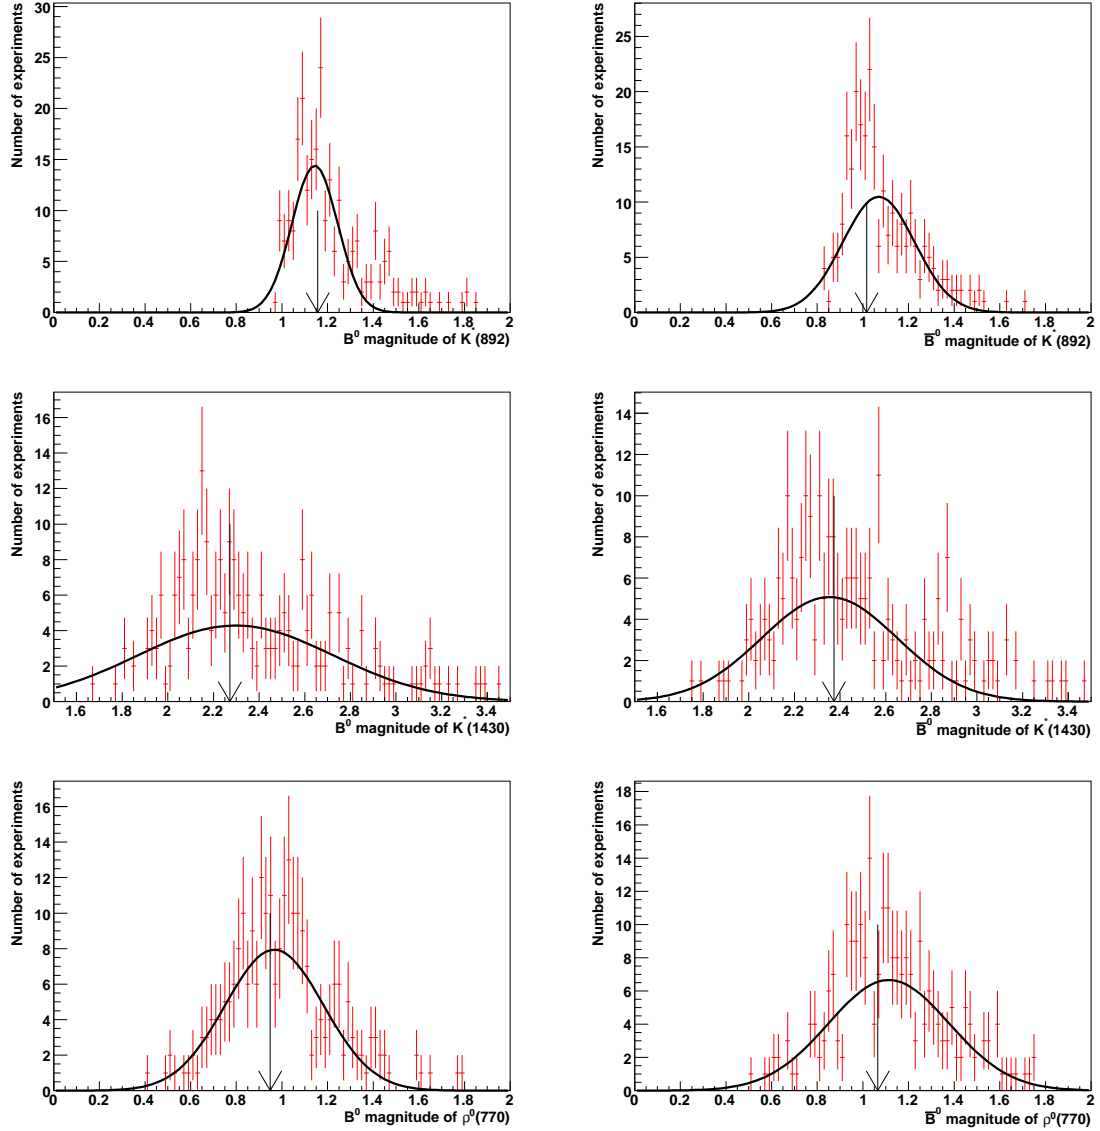 Number of experiments
30
25
20
15
10
5
0
0 0.2 0.4 0.6 0.8 1 1.2 1.4 1.6 1.8 2
B⁰ magnitude of K*(892)
Number of experiments
25
20
15
10
5
0
0 0.2 0.4 0.6 0.8 1 1.2 1.4 1.6 1.8 2
B̅⁰ magnitude of K*(892)
Number of experiments
16
14
12
10
8
6
4
2
0
1.6 1.8 2 2.2 2.4 2.6 2.8 3 3.2 3.4
B⁰ magnitude of K*(1430)
Number of experiments
14
12
10
8
6
4
2
0
1.6 1.8 2 2.2 2.4 2.6 2.8 3 3.2 3.4
B̅⁰ magnitude of K*(1430)
Number of experiments
16
14
12
10
8
6
4
2
0
0 0.2 0.4 0.6 0.8 1 1.2 1.4 1.6 1.8 2
B⁰ magnitude of ρ⁰(770)
Number of experiments
18
16
14
12
10
8
6
4
2
0
0 0.2 0.4 0.6 0.8 1 1.2 1.4 1.6 1.8 2
B̅⁰ magnitude of ρ⁰(770)